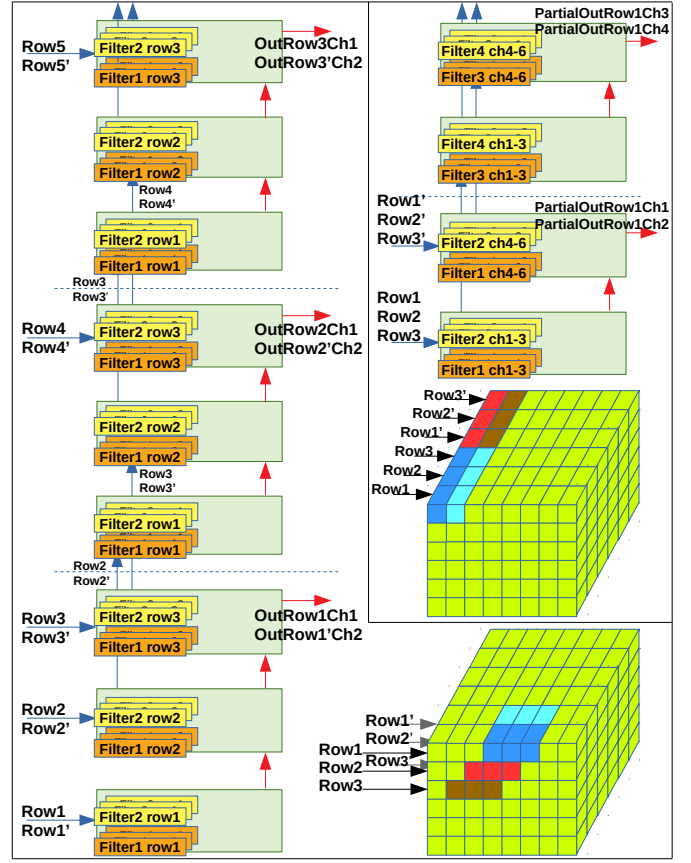 Row5
Row5'
Filter2 row3
Filter1 row3
OutRow3Ch1
OutRow3'Ch2
Filter2 row2
Filter1 row2
Row4
Row4'
Filter2 row1
Filter1 row1
Row3
Row3'
Row4
Row4'
Filter2 row3
Filter1 row3
OutRow2Ch1
OutRow2'Ch2
Filter2 row2
Filter1 row2
Row3
Row3'
Filter2 row1
Filter1 row1
Row2
Row2'
Row3
Row3'
Filter2 row3
Filter1 row3
OutRow1Ch1
OutRow1'Ch2
Row2
Row2'
Filter2 row2
Filter1 row2
Row1
Row1'
Filter2 row1
Filter1 row1
PartialOutRow1Ch3
PartialOutRow1Ch4
Filter4 ch4-6
Filter3 ch4-6
Filter4 ch1-3
Filter3 ch1-3
Row1'
Row2'
Row3'
PartialOutRow1Ch1
PartialOutRow1Ch2
Filter2 ch4-6
Filter1 ch4-6
Row1
Row2
Row3
Filter2 ch1-3
Filter1 ch1-3
Row3'
Row2'
Row1'
Row3
Row2
Row1
Row1'
Row2'
Row1
Row3'
Row2
Row3